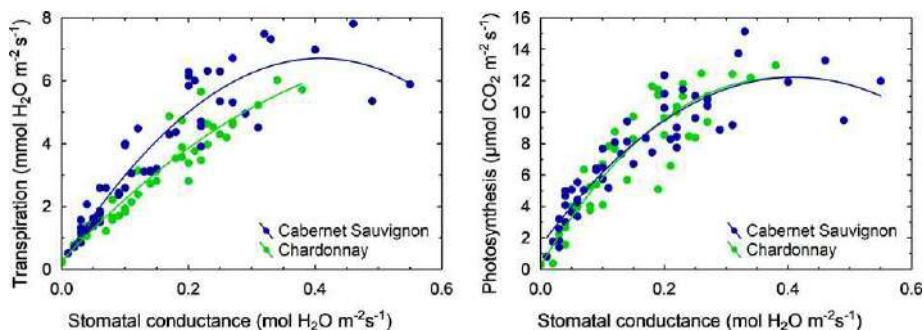 Transpiration (mmol H₂O m⁻² s⁻¹)
8
6
4
2
0
0.0 0.2 0.4 0.6
Cabernet Sauvignon
Chardonnay
Stomatal conductance (mol H₂O m⁻²s⁻¹)
Photosynthesis (µmol CO₂ m⁻² s⁻¹)
16
14
12
10
8
6
4
2
0
0.0 0.2 0.4 0.6
Cabernet Sauvignon
Chardonnay
Stomatal conductance (mol H₂O m⁻²s⁻¹)